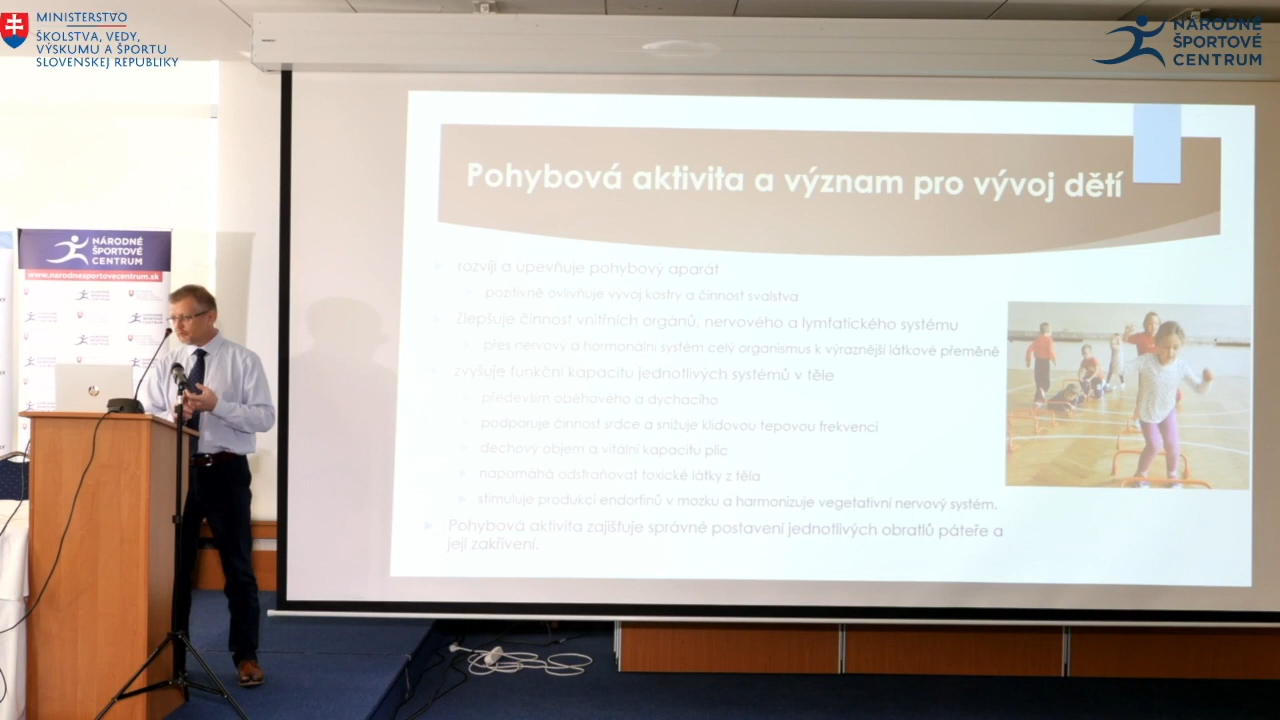 MINISTERSTVO
ŠKOLSTVA, VEDY,
VÝSKUMU A ŠPORTU
SLOVENSKEJ REPUBLIKY
NÁRODNÉ
ŠPORTOVÉ
CENTRUM
Pohybová aktivita a význam pro vývoj dětí
rozvíjí a upevňuje pohybový aparát
pozitivně ovlivňuje vývoj kostry a činnost svalstva
Zlepšuje činnost vnitřních orgánů, nervového a lymfatického systému
přes nervový a hormonální systém celý organismus k výraznější látkové přeměně
zvyšuje funkční kapacitu jednotlivých systémů v těle
především oběhového a dýchacího
podporuje činnost srdce a snižuje klidovou tepovou frekvenci
dechový objem a vitální kapacitu plic
napomáhá odstraňovat toxické látky z těla
stimuluje produkci endorfinů v mozku a harmonizuje vegetativní nervový systém.
Pohybová aktivita zajišťuje správné postavení jednotlivých obratlů páteře a
její zakřivení.
NÁRODNÉ
ŠPORTOVÉ
CENTRUM
www.narodnesportovecentrum.sk